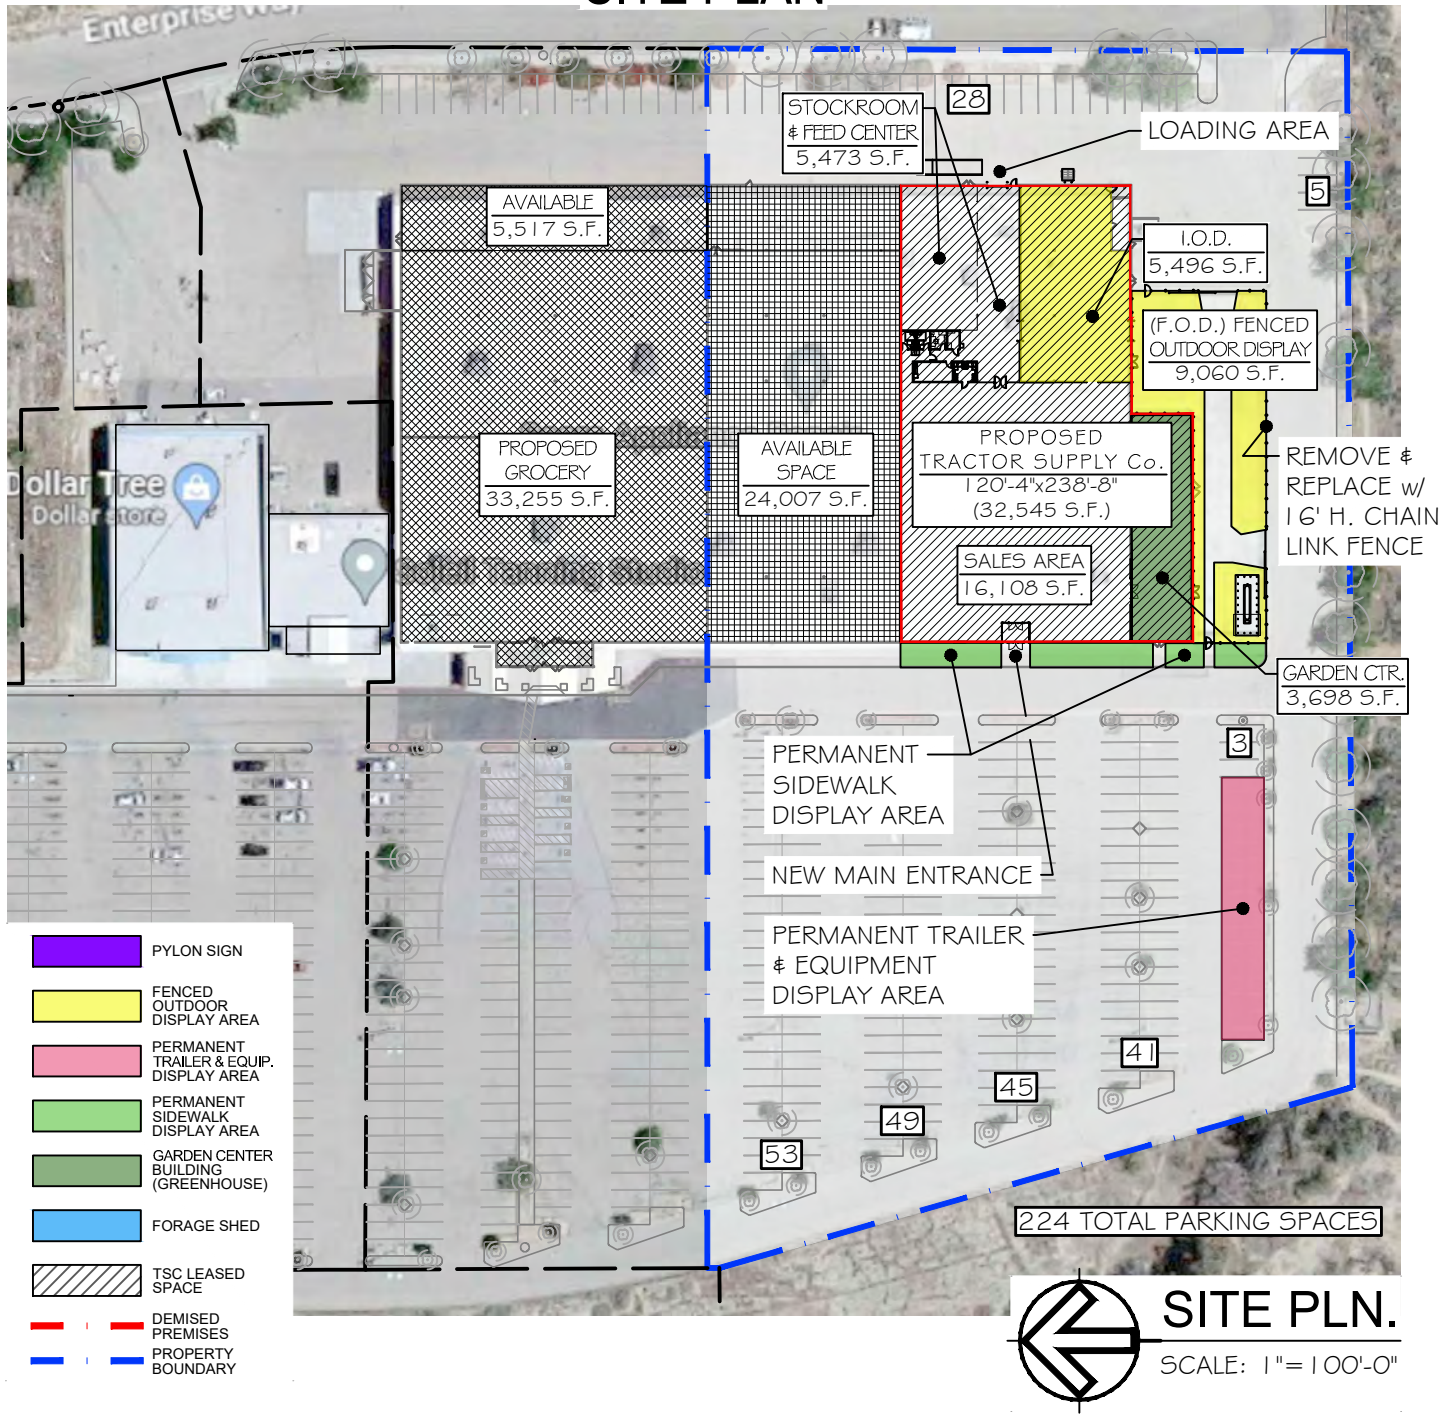 SITE PLAN
Enterprise Way
28
STOCKROOM
& FEED CENTER
5,473 S.F.
LOADING AREA
5
AVAILABLE
5,517 S.F.
I.O.D.
5,496 S.F.
(F.O.D.) FENCED
OUTDOOR DISPLAY
9,060 S.F.
PROPOSED
GROCERY
33,255 S.F.
AVAILABLE
SPACE
24,007 S.F.
PROPOSED
TRACTOR SUPPLY Co.
120'-4"x238'-8"
(32,545 S.F.)
REMOVE &
REPLACE w/
16' H. CHAIN
LINK FENCE
Dollar Tree
Dollar store
SALES AREA
16,108 S.F.
GARDEN CTR.
3,698 S.F.
3
PERMANENT
SIDEWALK
DISPLAY AREA
NEW MAIN ENTRANCE
PERMANENT TRAILER
& EQUIPMENT
DISPLAY AREA
41
45
49
53
224 TOTAL PARKING SPACES
PYLON SIGN
FENCED
OUTDOOR
DISPLAY AREA
PERMANENT
TRAILER & EQUIP.
DISPLAY AREA
PERMANENT
SIDEWALK
DISPLAY AREA
GARDEN CENTER
BUILDING
(GREENHOUSE)
FORAGE SHED
TSC LEASED
SPACE
DEMISED
PREMISES
PROPERTY
BOUNDARY
SITE PLN.
SCALE: 1"=100'-0"